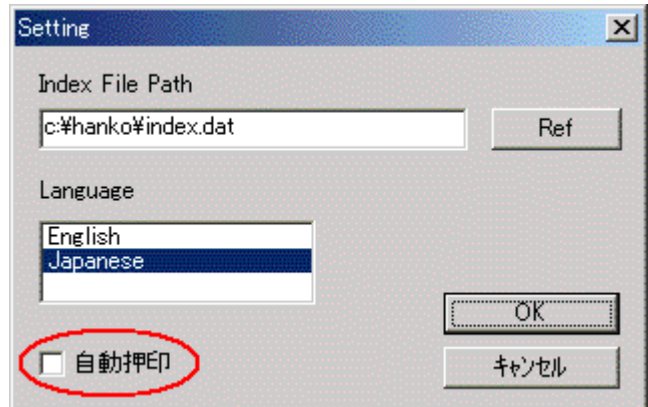 Setting
Index File Path
c:¥hanko¥index.dat
Ref
Language
English
Japanese
OK
自動押印
キャンセル